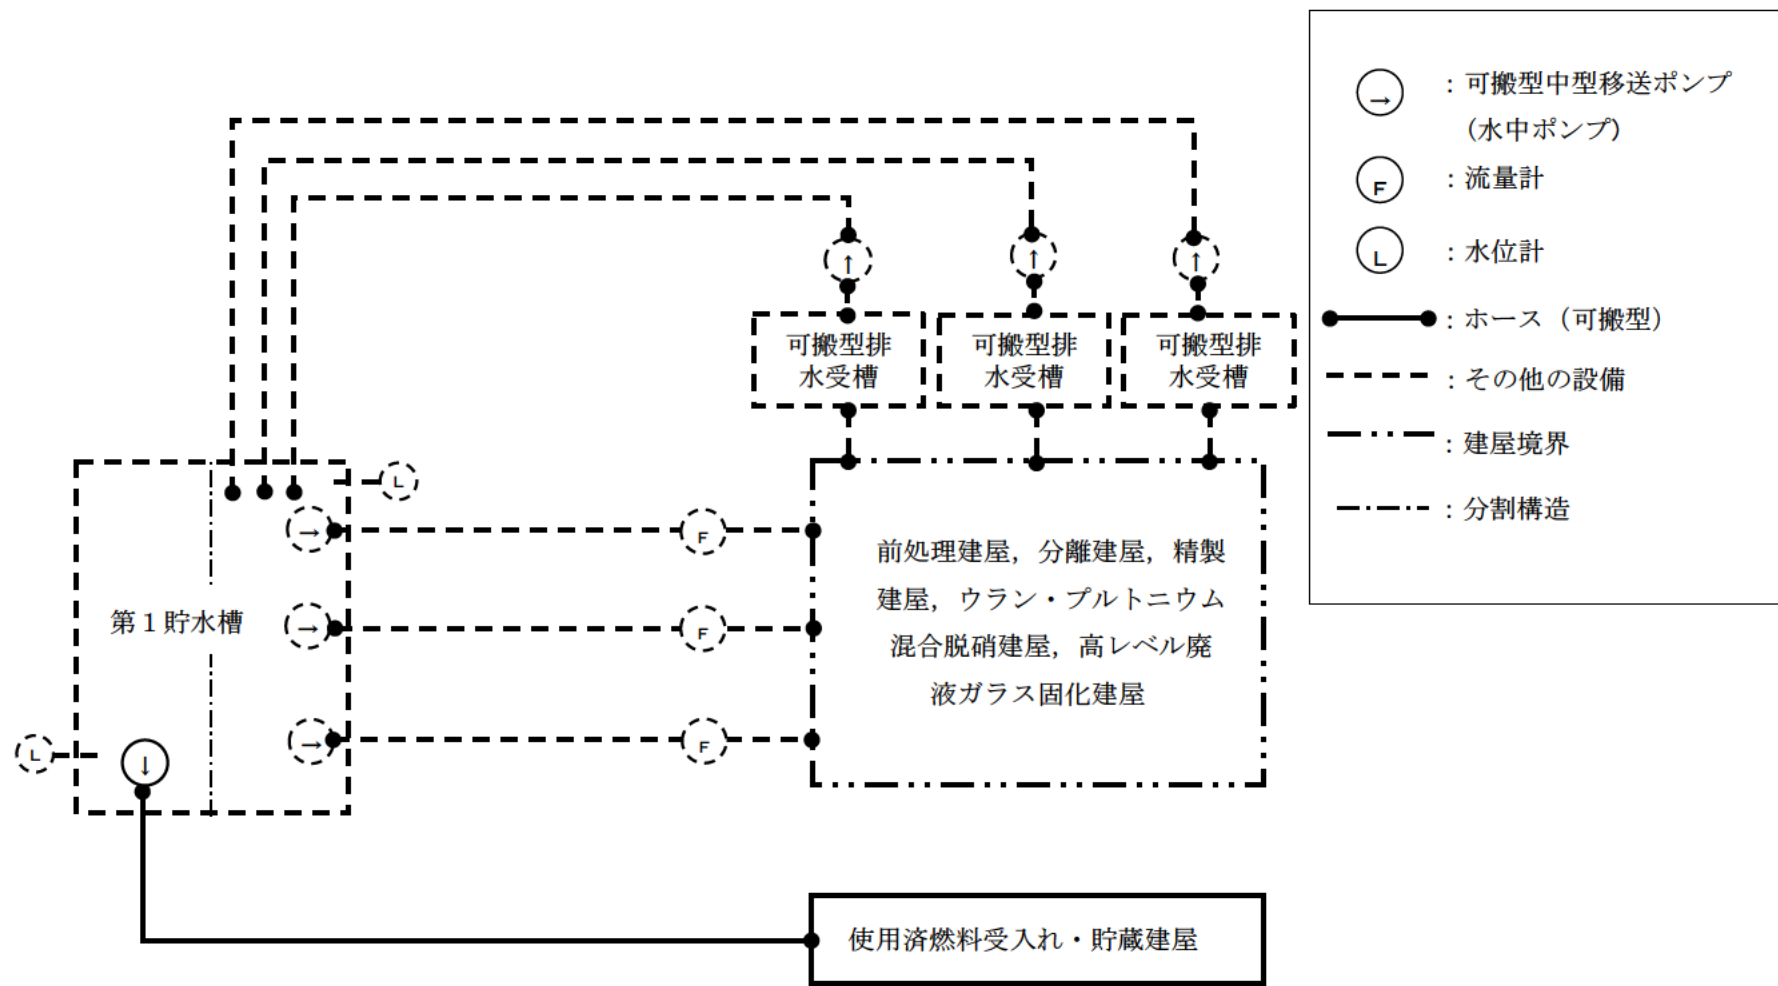 可搬型排
水受槽
可搬型排
水受槽
可搬型排
水受槽
L
→
F
→
F
→
F
↑
↑
↑
第１貯水槽
L
↓
前処理建屋，分離建屋，精製
建屋，ウラン・プルトニウム
混合脱硝建屋，高レベル廃
液ガラス固化建屋
使用済燃料受入れ・貯蔵建屋
→ ：可搬型中型移送ポンプ
（水中ポンプ）
F ：流量計
L ：水位計
：ホース（可搬型）
：その他の設備
：建屋境界
：分割構造